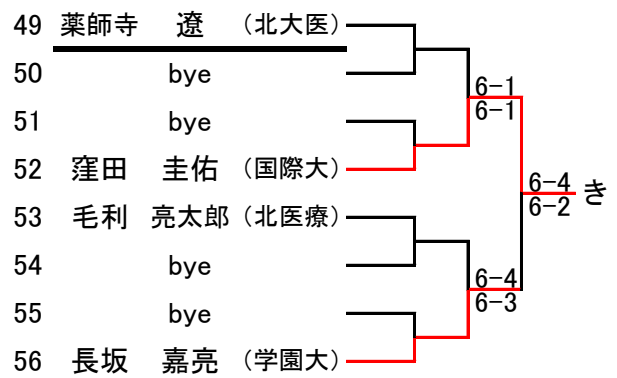 49 薬師寺 遼 （北大医）
50 bye
6-1
6-1
51 bye
52 窪田 圭佑 （国際大）
6-4
6-2
き
53 毛利 亮太郎 （北医療）
54 bye
6-4
6-3
55 bye
56 長坂 嘉亮 （学園大）